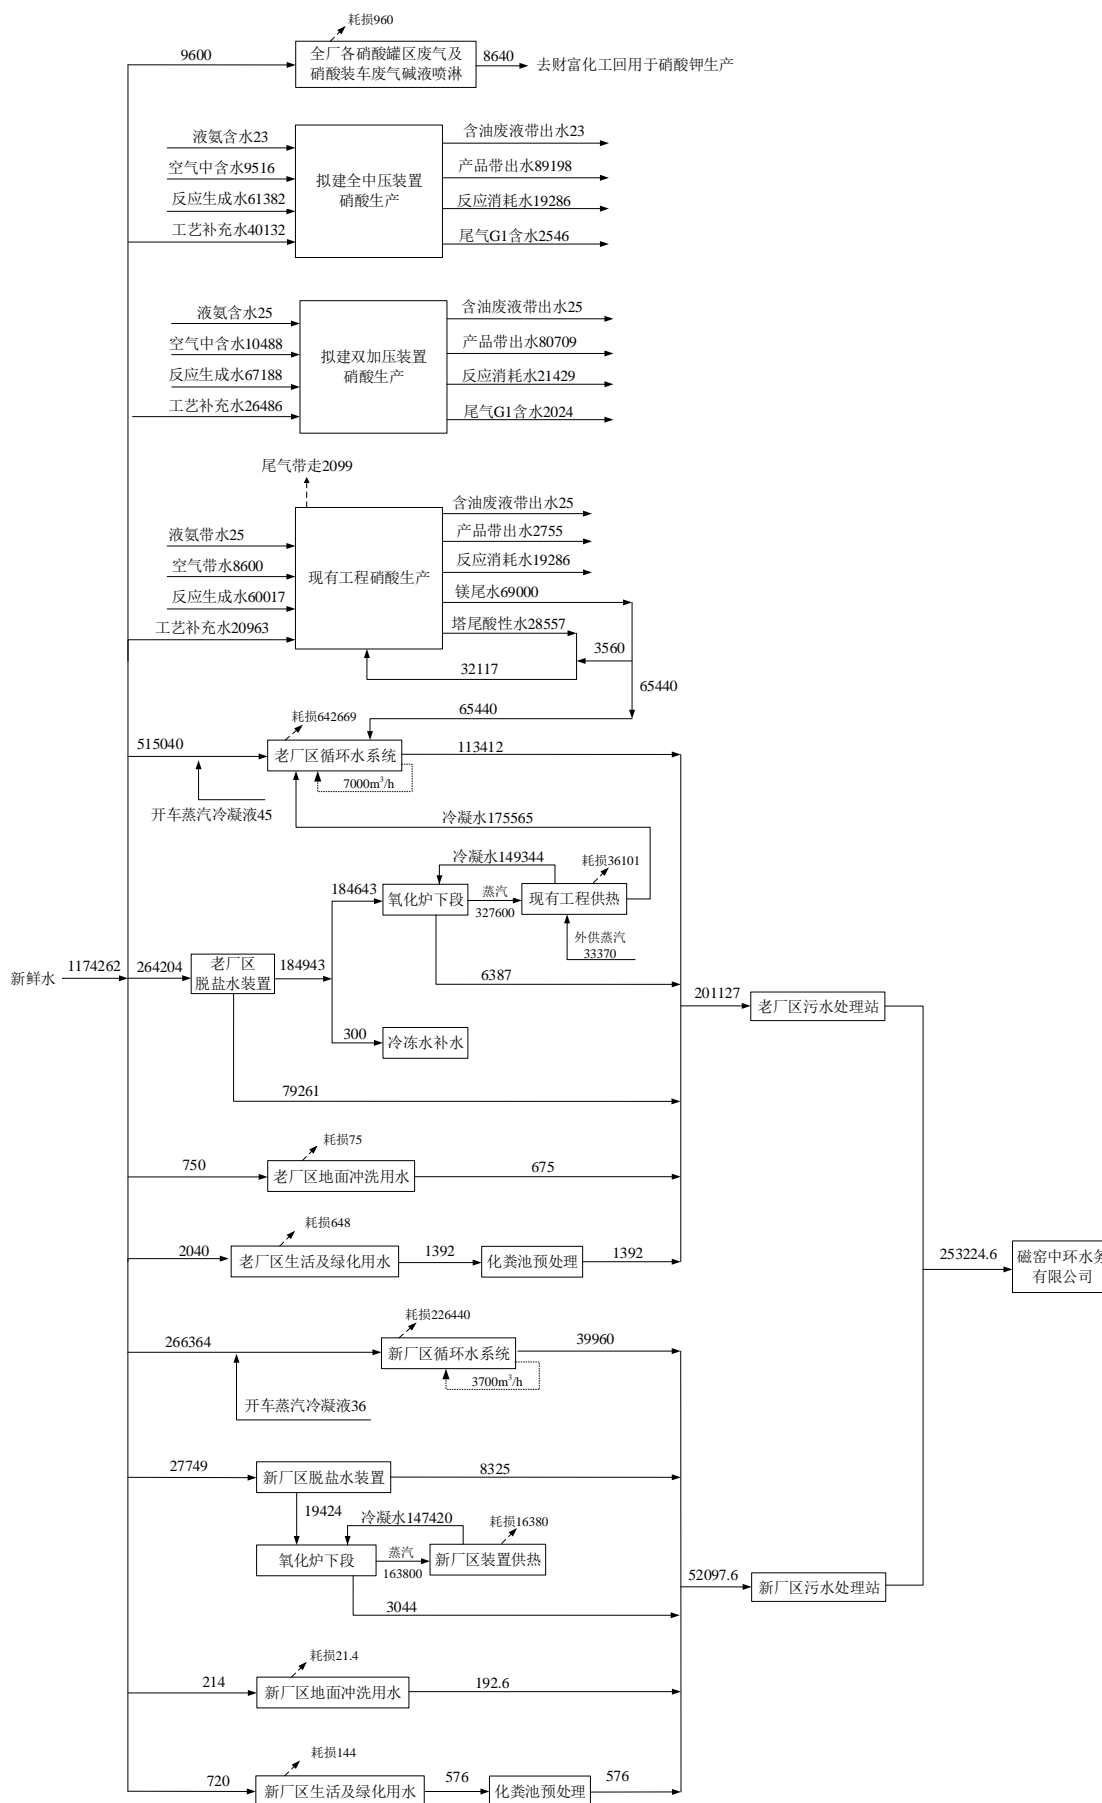 耗损960
9600
全厂各硝酸罐区废气及
硝酸装车废气碱液喷淋
8640
去财富化工回用于硝酸钾生产
液氨含水23
空气中含水9516
反应生成水61382
工艺补充水40132
拟建全中压装置
硝酸生产
含油废液带出水23
产品带出水89198
反应消耗水19286
尾气G1含水2546
液氨含水25
空气中含水10488
反应生成水67188
工艺补充水26486
拟建双加压装置
硝酸生产
含油废液带出水25
产品带出水80709
反应消耗水21429
尾气G1含水2024
尾气带走2099
液氨带水25
空气带水8600
反应生成水60017
工艺补充水20963
现有工程硝酸生产
含油废液带出水25
产品带出水2755
反应消耗水19286
镁尾水69000
塔尾酸性水28557
3560
32117
65440
65440
耗损642669
515040
老厂区循环水系统
113412
7000m³/h
开车蒸汽冷凝液45
冷凝水175565
冷凝水149344
耗损36101
184643
氧化炉下段
蒸汽
327600
现有工程供热
外供蒸汽
33370
新鲜水
1174262
264204
老厂区
脱盐水装置
184943
6387
201127
老厂区污水处理站
300
冷冻水补水
79261
耗损75
750
老厂区地面冲洗用水
675
耗损648
2040
老厂区生活及绿化用水
1392
化粪池预处理
1392
253224.6
磁窑中环水务
有限公司
耗损226440
266364
新厂区循环水系统
39960
3700m³/h
开车蒸汽冷凝液36
27749
新厂区脱盐水装置
8325
19424
冷凝水147420
耗损16380
氧化炉下段
蒸汽
163800
新厂区装置供热
52097.6
新厂区污水处理站
3044
耗损21.4
214
新厂区地面冲洗用水
192.6
耗损144
720
新厂区生活及绿化用水
576
化粪池预处理
576